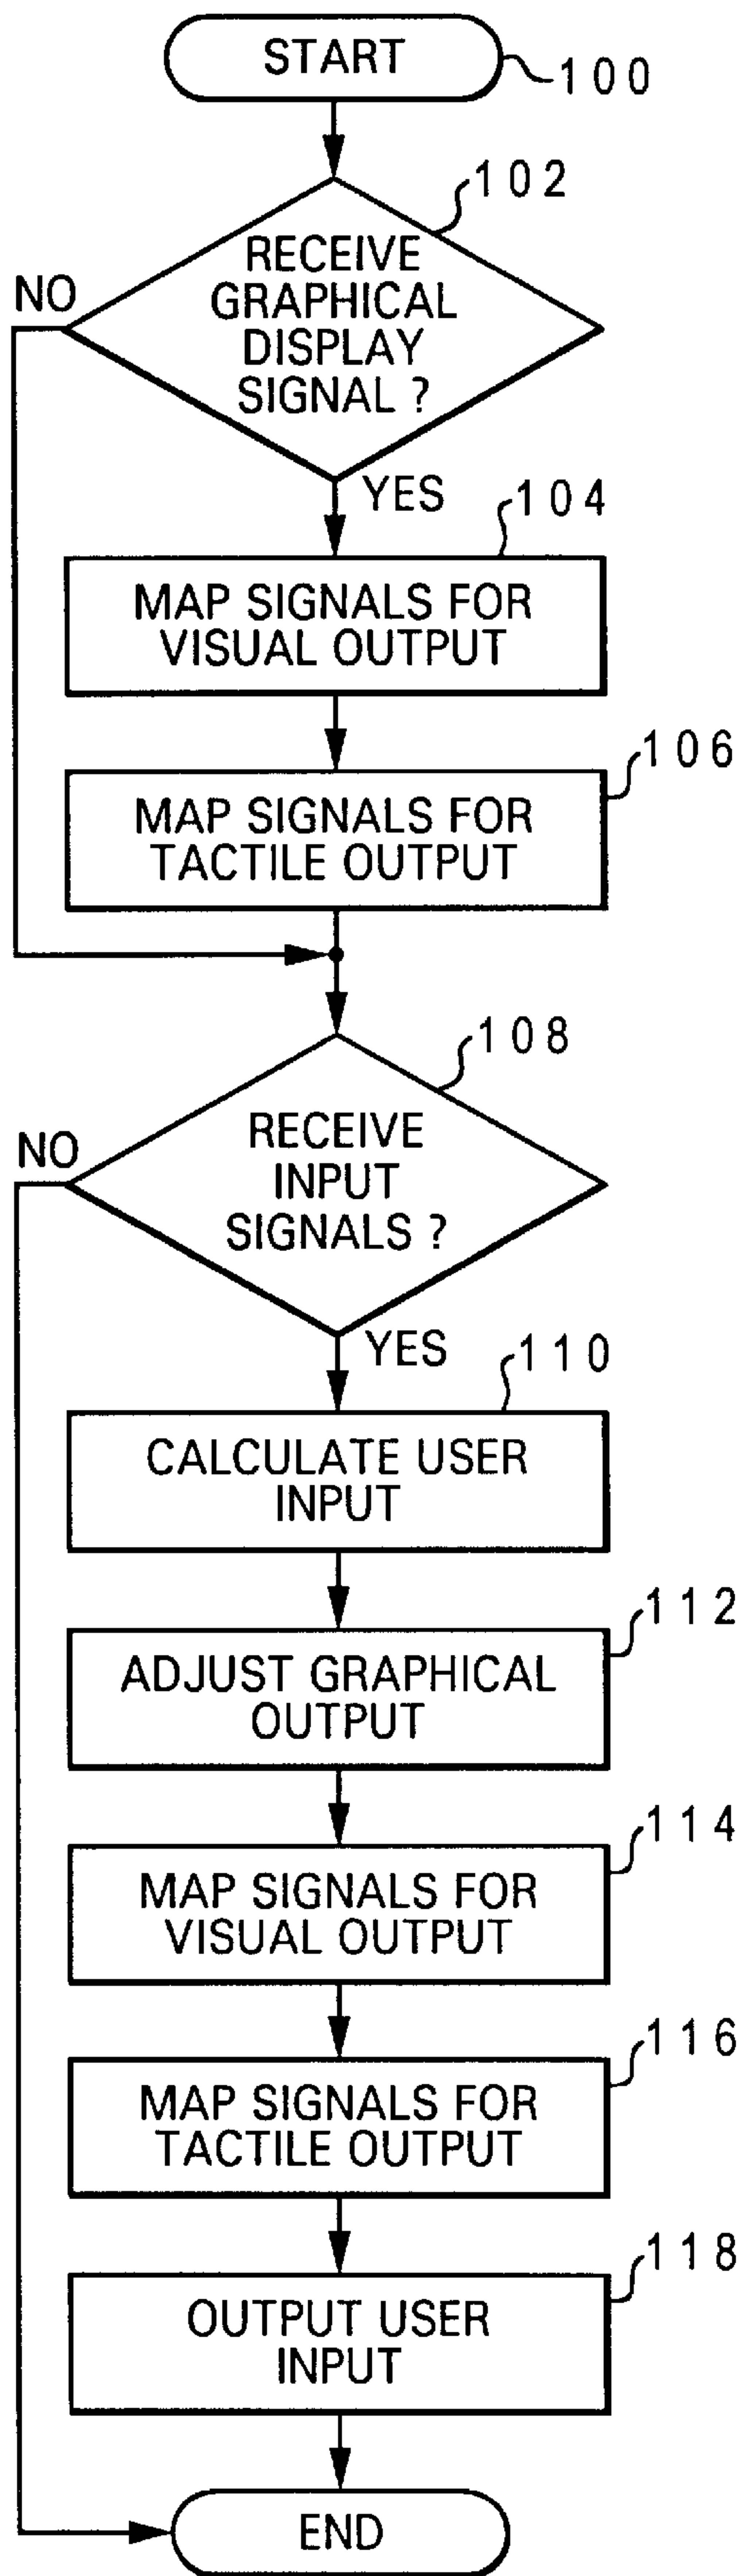 START
100
102
RECEIVE
GRAPHICAL
DISPLAY
SIGNAL ?
NO
YES
104
MAP SIGNALS FOR
VISUAL OUTPUT
106
MAP SIGNALS FOR
TACTILE OUTPUT
108
RECEIVE
INPUT
SIGNALS ?
NO
YES
110
CALCULATE USER
INPUT
112
ADJUST GRAPHICAL
OUTPUT
114
MAP SIGNALS FOR
VISUAL OUTPUT
116
MAP SIGNALS FOR
TACTILE OUTPUT
118
OUTPUT USER
INPUT
END